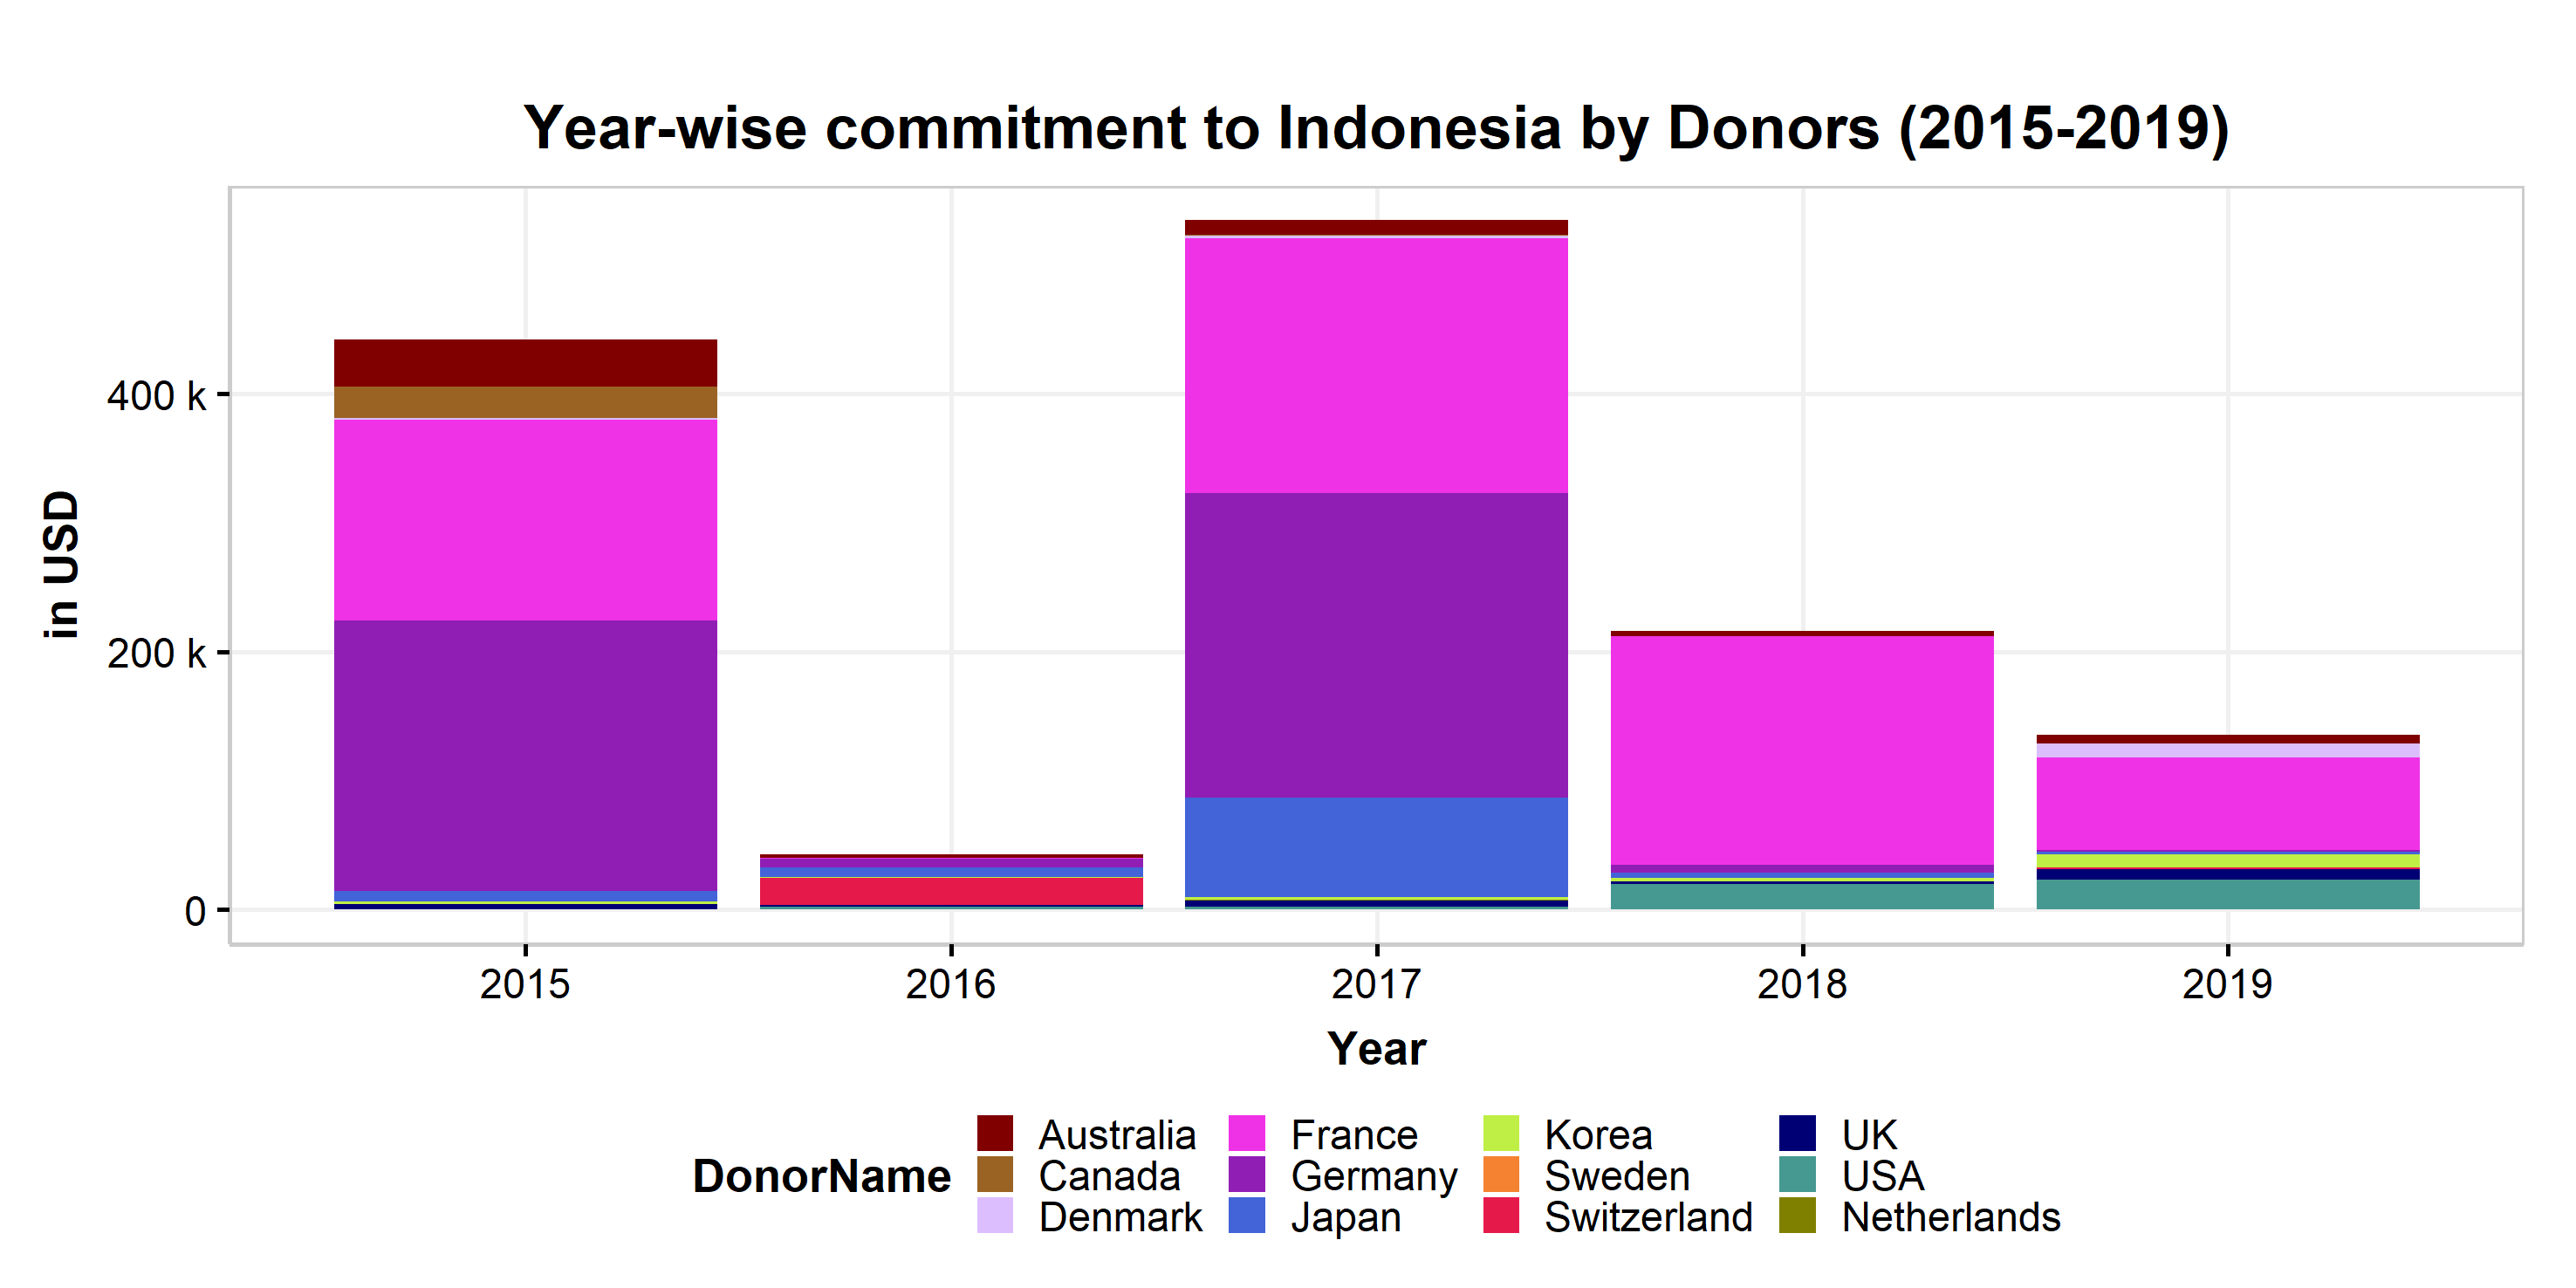 Year-wise commitment to Indonesia by Donors (2015-2019)
in USD
400 k
200 k
0
2015 2016 2017 2018 2019
Year
DonorName
Australia France Korea UK
Canada Germany Sweden USA
Denmark Japan Switzerland Netherlands